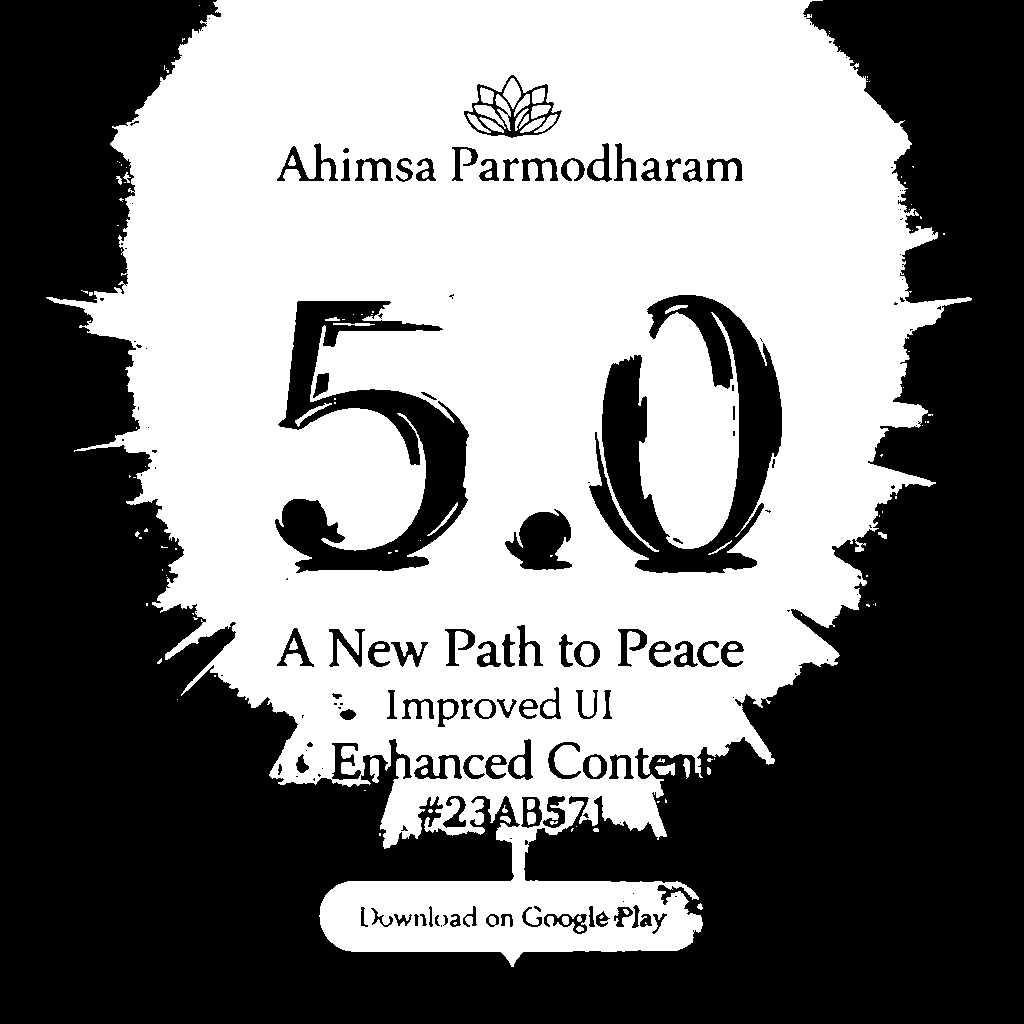 Ahimsa Parmodharam
5.0
A New Path to Peace
Improved UI
Enhanced Content
#23AB571
Download on Google Play